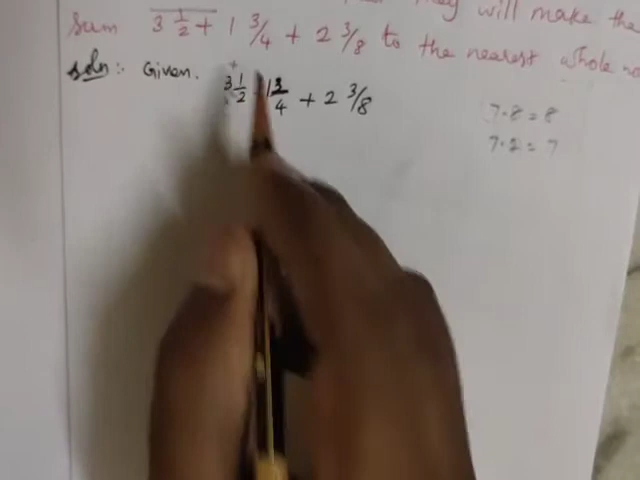 they will make the
Sum 3 1/2 + 1 3/4 + 2 3/8 to the nearest whole no
Soln :- Given. 3 1/2 1 3/4 + 2 3/8
7.8 = 8
7.2 = 7